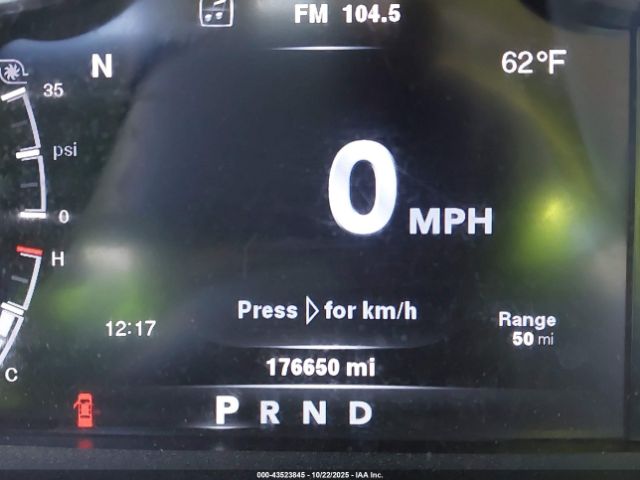 FM 104.5
N
62°F
35
psi
0
0 MPH
H
Press ▷ for km/h
12:17
Range
50 mi
176650 mi
C
P R N D
000-43523845 - 10/22/2025 - IAA Inc.